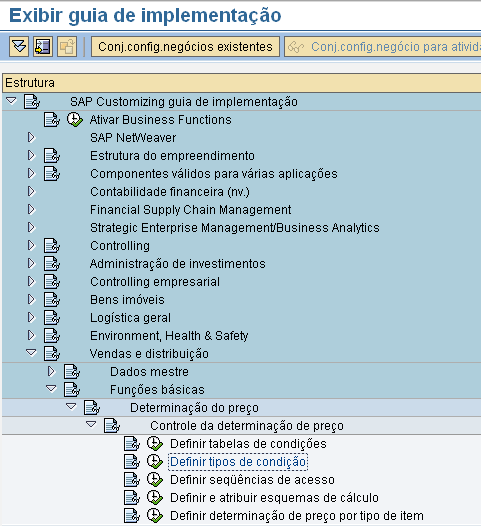 Exibir guia de implementação
Conj.config.negócios existentes
Conj.config.negócio para ativida
Estrutura
SAP Customizing guia de implementação
Ativar Business Functions
SAP NetWeaver
Estrutura do empreendimento
Componentes válidos para várias aplicações
Contabilidade financeira (nv.)
Financial Supply Chain Management
Strategic Enterprise Management/Business Analytics
Controlling
Administração de investimentos
Controlling empresarial
Bens imóveis
Logística geral
Environment, Health & Safety
Vendas e distribuição
Dados mestre
Funções básicas
Determinação do preço
Controle da determinação de preço
Definir tabelas de condições
Definir tipos de condição
Definir seqüências de acesso
Definir e atribuir esquemas de cálculo
Definir determinação de preço por tipo de item